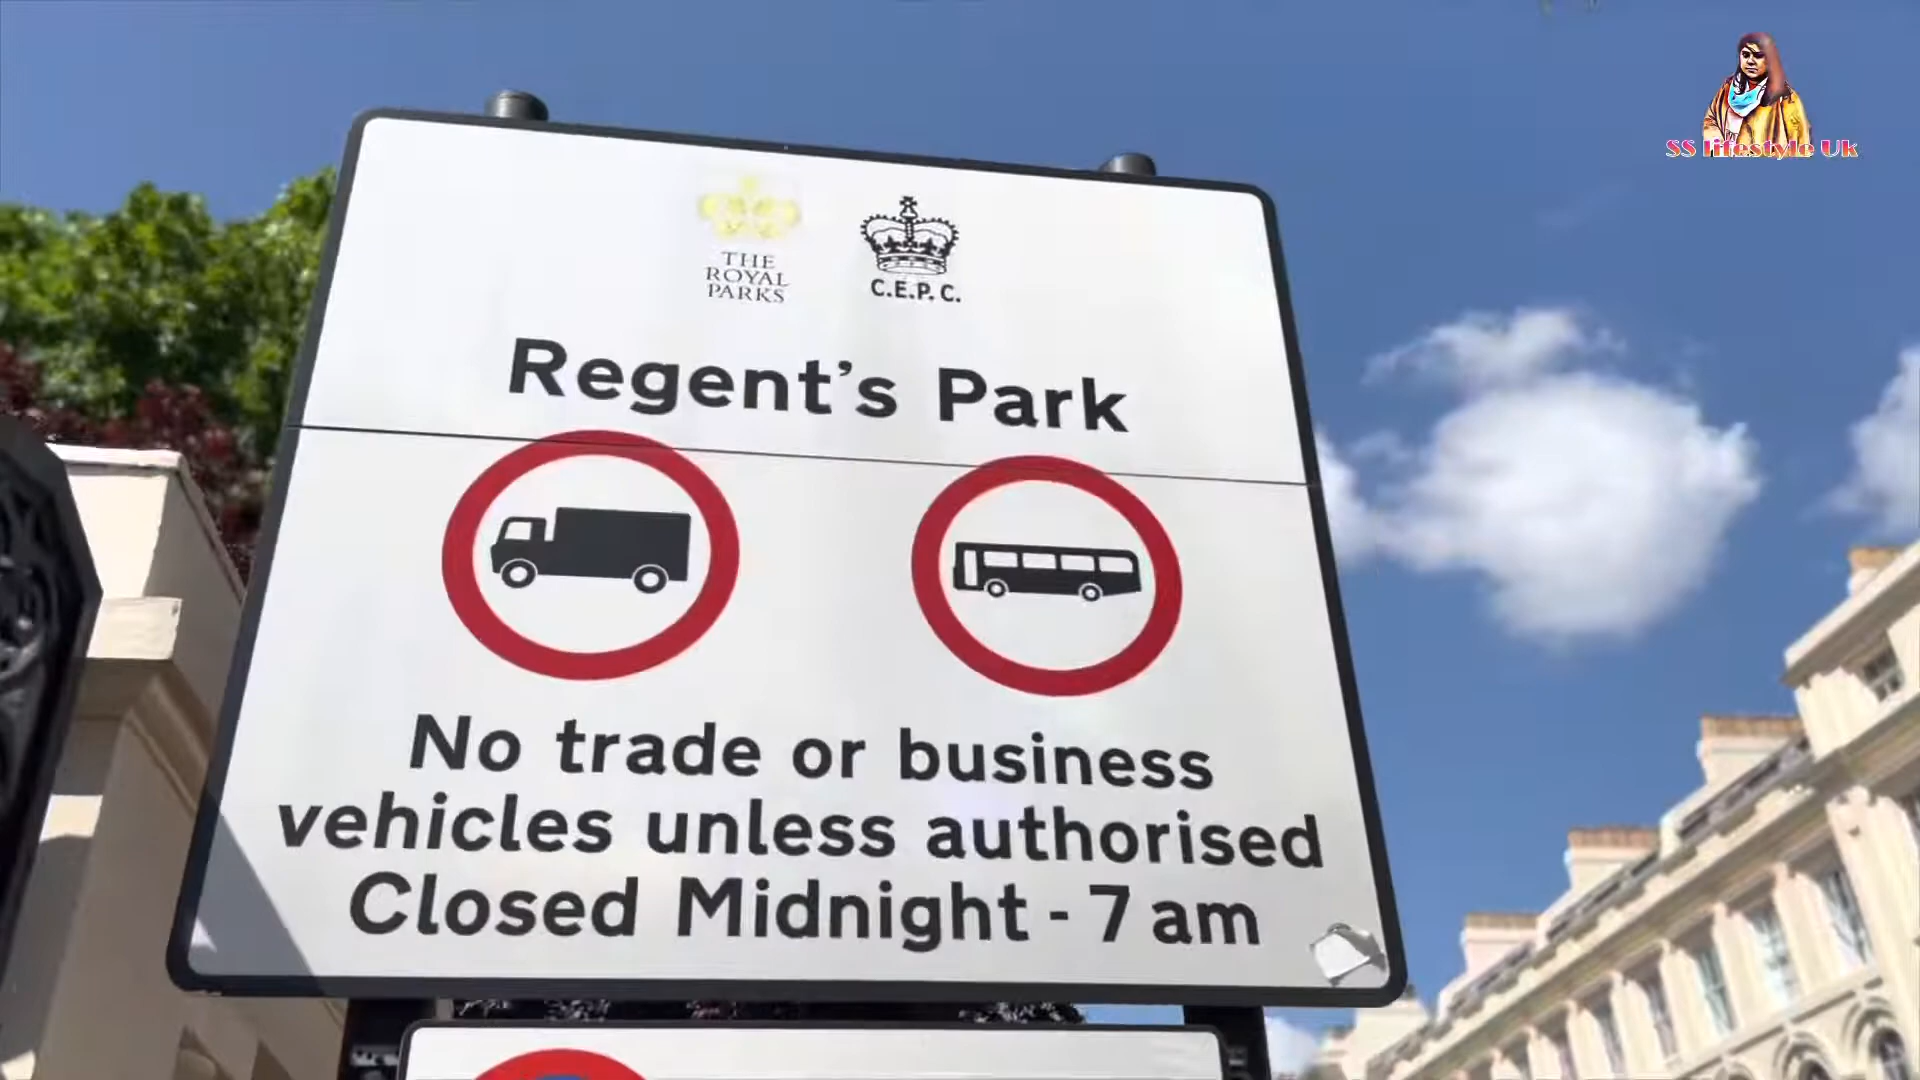 SS lifestyle Uk
THE
ROYAL
PARKS
C.E.P.C.
Regent's Park
No trade or business
vehicles unless authorised
Closed Midnight - 7 am